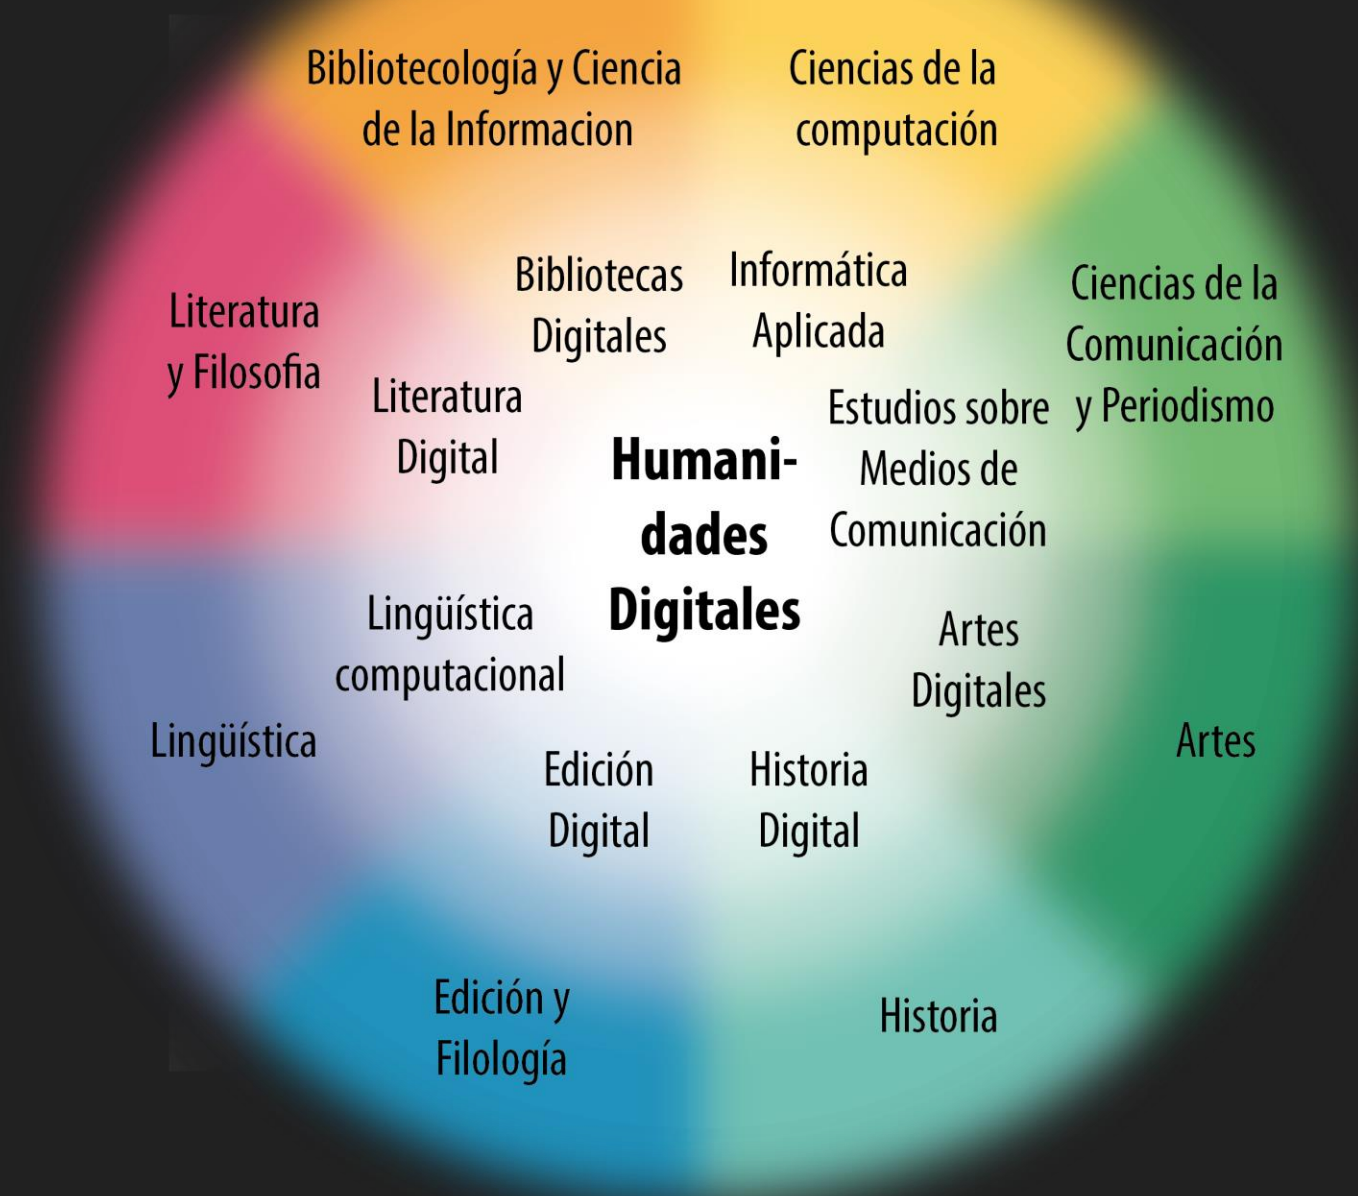 Bibliotecología y Ciencia
de la Informacion
Ciencias de la
computación
Bibliotecas
Digitales
Informática
Aplicada
Ciencias de la
Comunicación
y Periodismo
Literatura
y Filosofia
Literatura
Digital
Estudios sobre
Medios de
Comunicación
Humani-
dades
Digitales
Lingüística
computacional
Artes
Digitales
Lingüística
Artes
Edición
Digital
Historia
Digital
Edición y
Filología
Historia